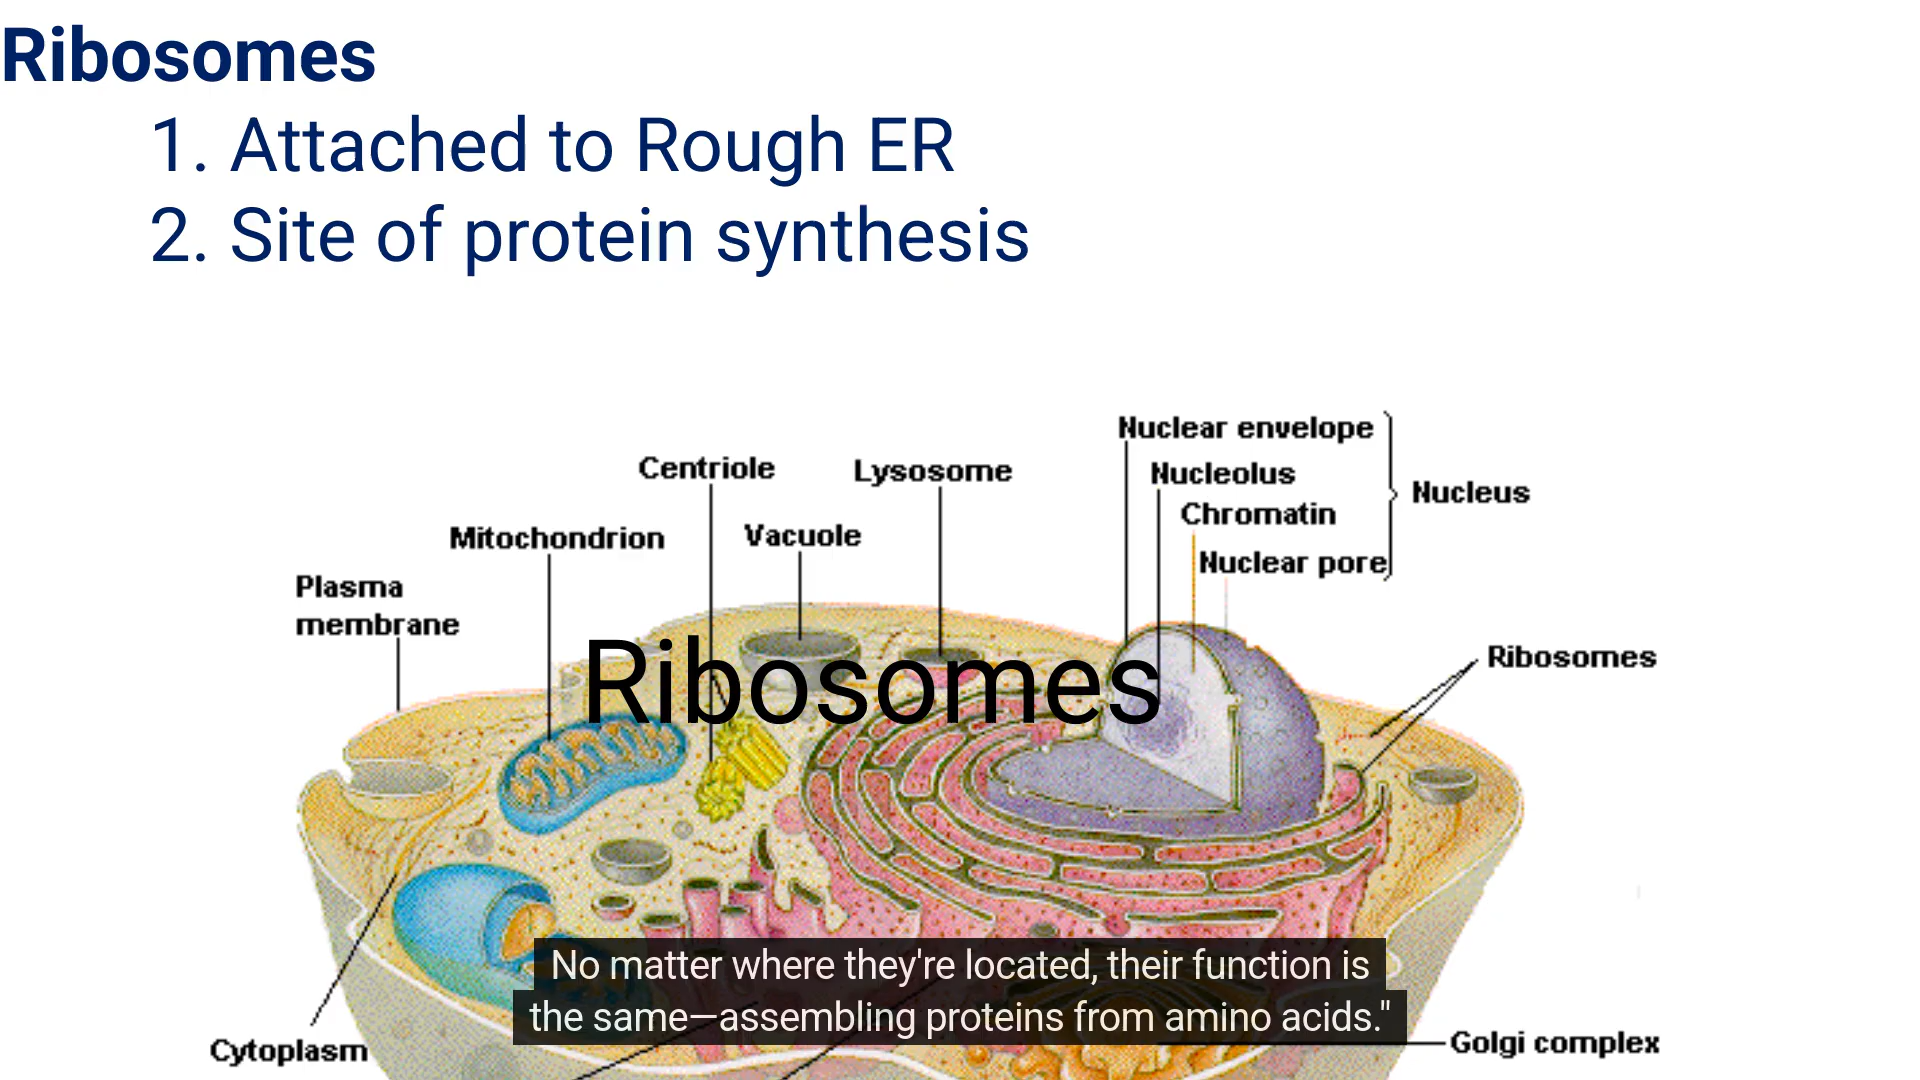 Ribosomes
1. Attached to Rough ER
2. Site of protein synthesis
Nuclear envelope
Centriole
Lysosome
Nucleolus
Nucleus
Chromatin
Mitochondrion
Vacuole
Nuclear pore
Plasma
membrane
Ribosomes
Ribosomes
No matter where they're located, their function is
the same—assembling proteins from amino acids."
Cytoplasm
Golgi complex